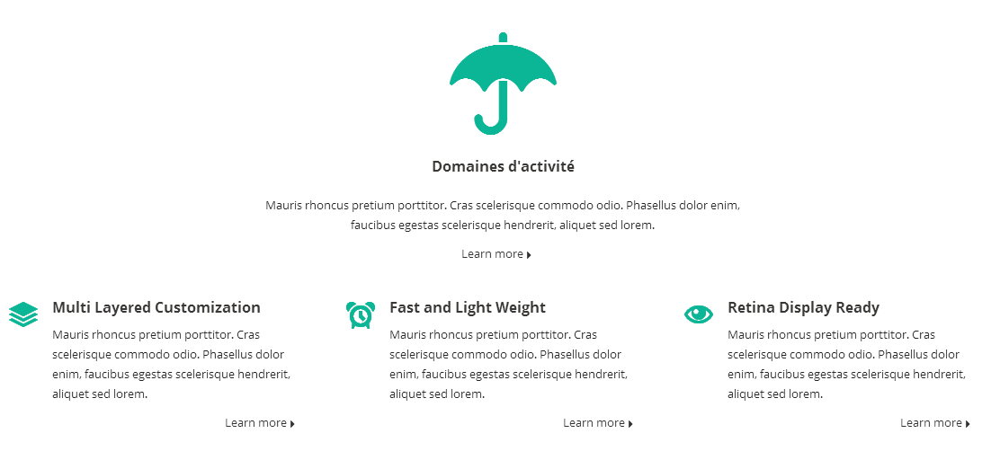 Domaines d'activité
Mauris rhoncus pretium porttitor. Cras scelerisque commodo odio. Phasellus dolor enim,
faucibus egestas scelerisque hendrerit, aliquet sed lorem.
Learn more
Multi Layered Customization
Mauris rhoncus pretium porttitor. Cras
scelerisque commodo odio. Phasellus dolor
enim, faucibus egestas scelerisque hendrerit,
aliquet sed lorem.
Learn more
Fast and Light Weight
Mauris rhoncus pretium porttitor. Cras
scelerisque commodo odio. Phasellus dolor
enim, faucibus egestas scelerisque hendrerit,
aliquet sed lorem.
Learn more
Retina Display Ready
Mauris rhoncus pretium porttitor. Cras
scelerisque commodo odio. Phasellus dolor
enim, faucibus egestas scelerisque hendrerit,
aliquet sed lorem.
Learn more